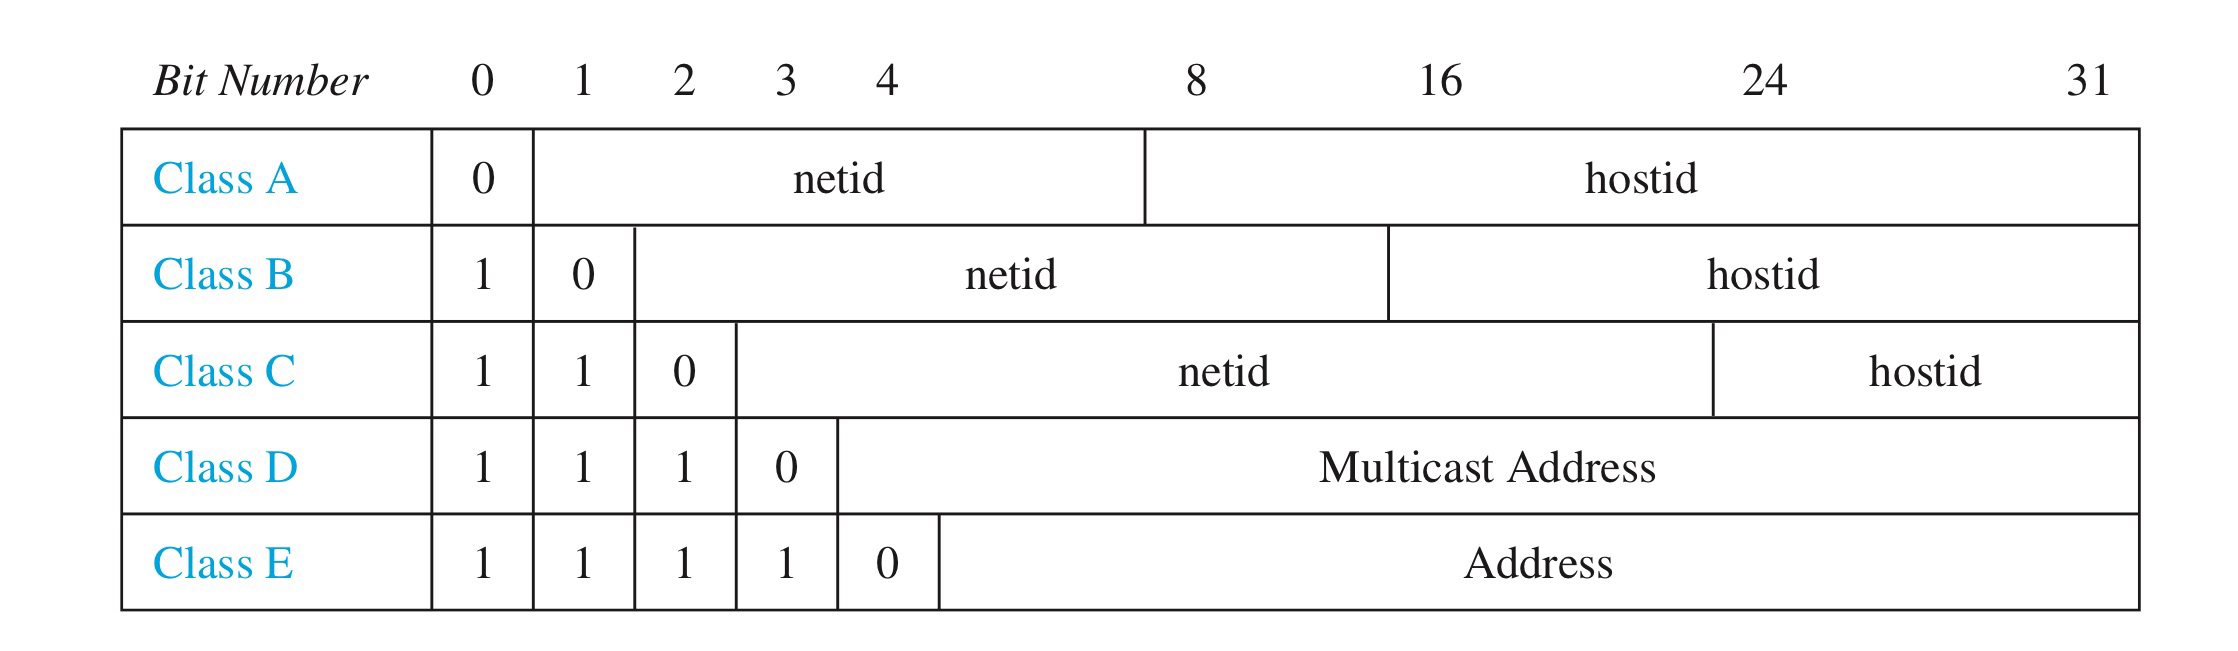 Bit Number 0 1 2 3 4 8 16 24 31
Class A 0 netid hostid
Class B 1 0 netid hostid
Class C 1 1 0 netid hostid
Class D 1 1 1 0 Multicast Address
Class E 1 1 1 1 0 Address